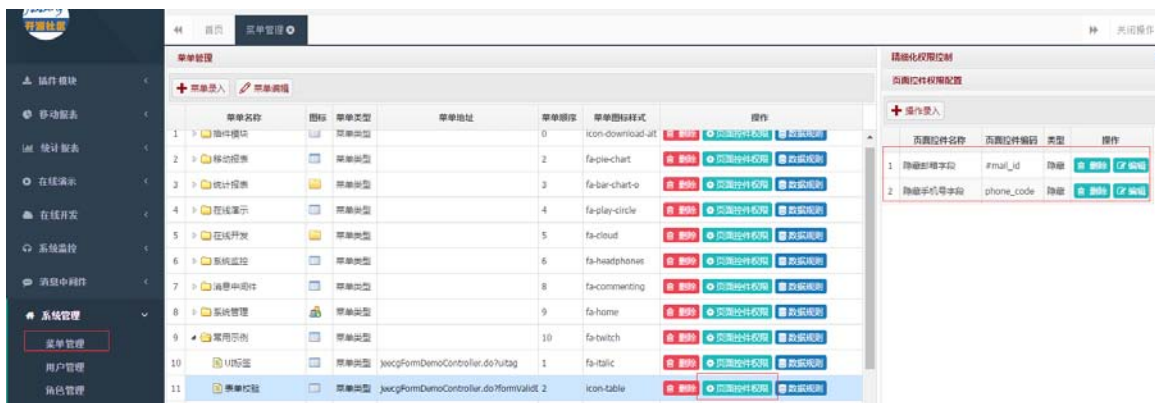 开源社区
首页 菜单管理
关闭操作
插件模块
移动报表
统计报表
在线演示
在线开发
系统监控
消息中间件
系统管理
菜单管理
用户管理
角色管理
菜单管理
菜单录入 菜单编辑
菜单名称 图标 菜单类型 菜单地址 菜单顺序 菜单图标样式 操作
1 插件模块 菜单类型 0 icon-download-alt 删除 页面控件权限 数据规则
2 移动报表 菜单类型 2 fa-pie-chart 删除 页面控件权限 数据规则
3 统计报表 菜单类型 3 fa-bar-chart-o 删除 页面控件权限 数据规则
4 在线演示 菜单类型 4 fa-play-circle 删除 页面控件权限 数据规则
5 在线开发 菜单类型 5 fa-cloud 删除 页面控件权限 数据规则
6 系统监控 菜单类型 6 fa-headphones 删除 页面控件权限 数据规则
7 消息中间件 菜单类型 8 fa-commenting 删除 页面控件权限 数据规则
8 系统管理 菜单类型 9 fa-home 删除 页面控件权限 数据规则
9 常用示例 菜单类型 10 fa-twitch 删除 页面控件权限 数据规则
10 UI标签 菜单类型 jeecgFormDemoController.do?uitag 1 fa-italic 删除 页面控件权限 数据规则
11 表单校验 菜单类型 jeecgFormDemoController.do?formValidD 2 icon-table 删除 页面控件权限 数据规则
精细化权限控制
页面控件权限配置
操作录入
页面控件名称 页面控件编码 类型 操作
1 隐藏邮箱字段 #mail_id 隐藏 删除 编辑
2 隐藏手机号字段 phone_code 隐藏 删除 编辑